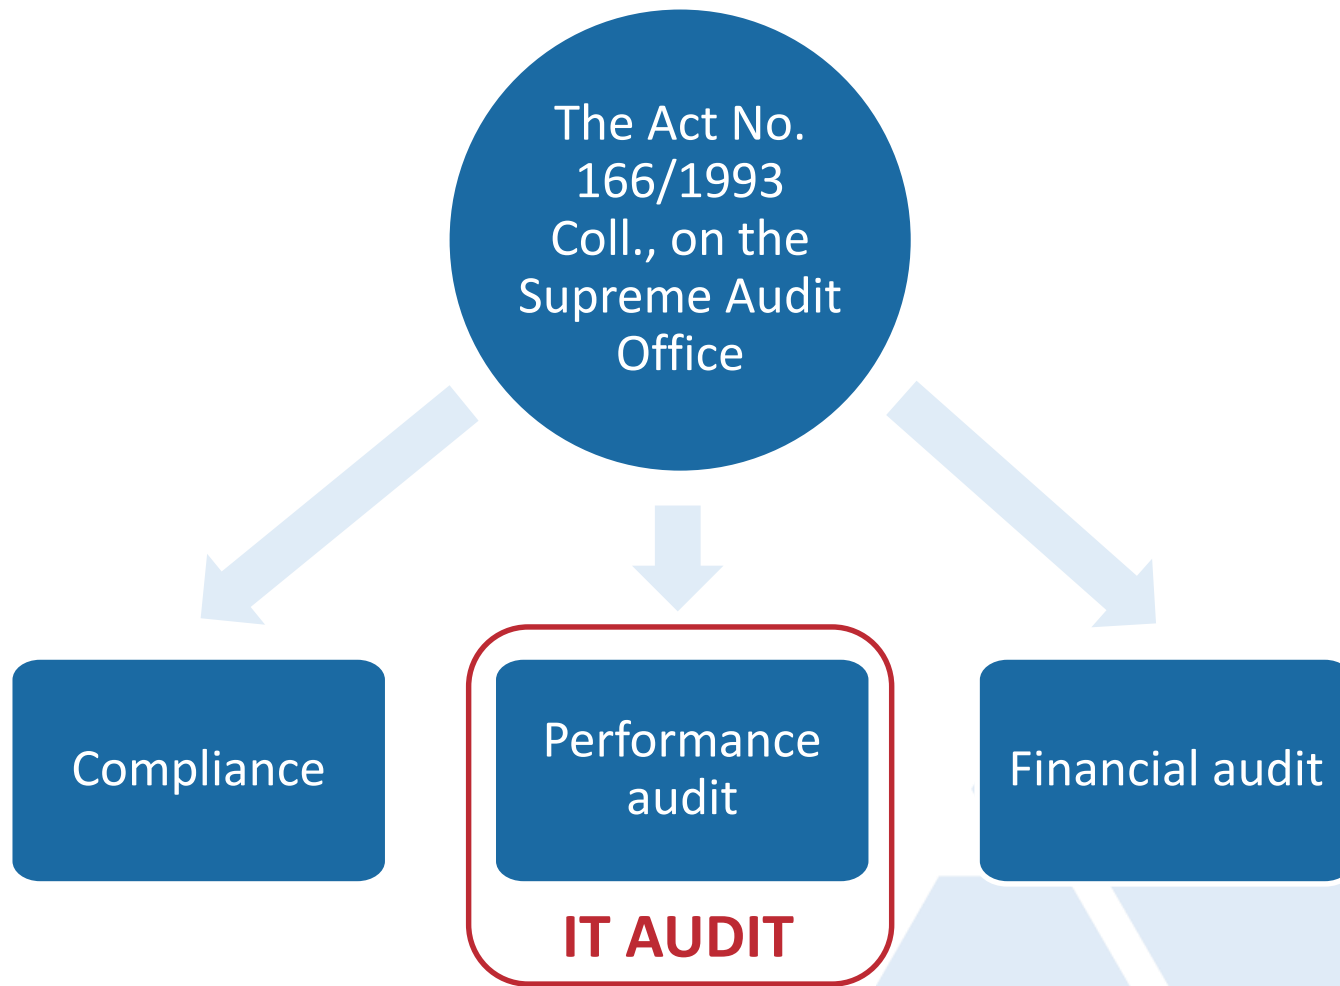 The Act No.
166/1993
Coll., on the
Supreme Audit
Office
Compliance
Performance
audit
Financial audit
IT AUDIT